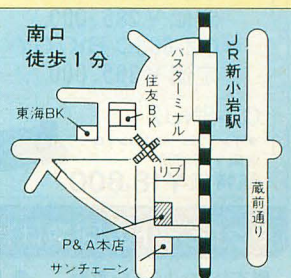 南口
徒歩1分
東海BK
住友BK
バスターミナル
JR新小岩駅
リブ
蔵前通り
P&A本店
サンチェーン